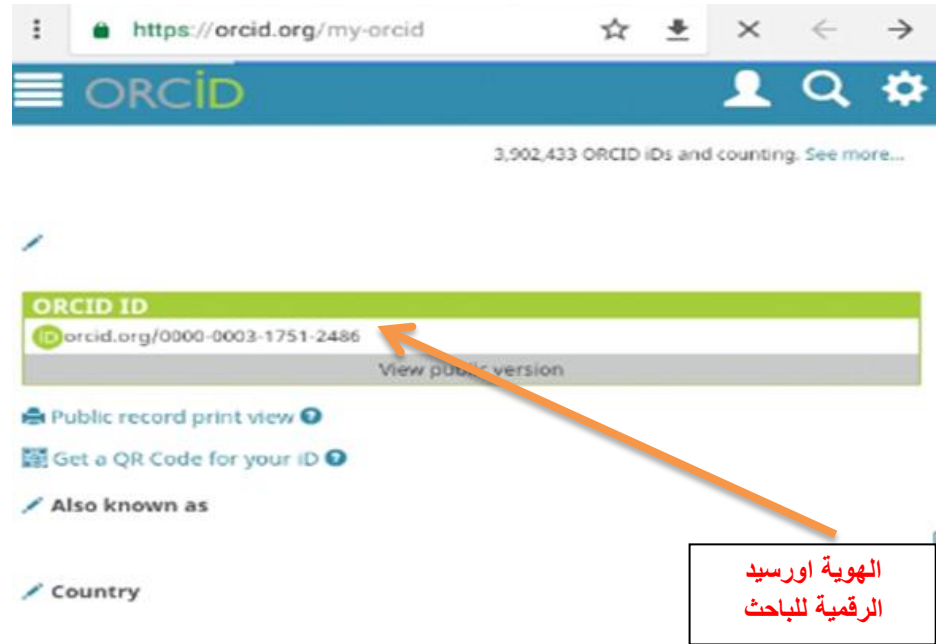 https://orcid.org/my-orcid
ORCiD
3,902,433 ORCID iDs and counting. See more...
ORCID ID
iD orcid.org/0000-0003-1751-2486
View public version
Public record print view ?
Get a QR Code for your iD ?
Also known as
Country
الهوية اورسيد
الرقمية للباحث